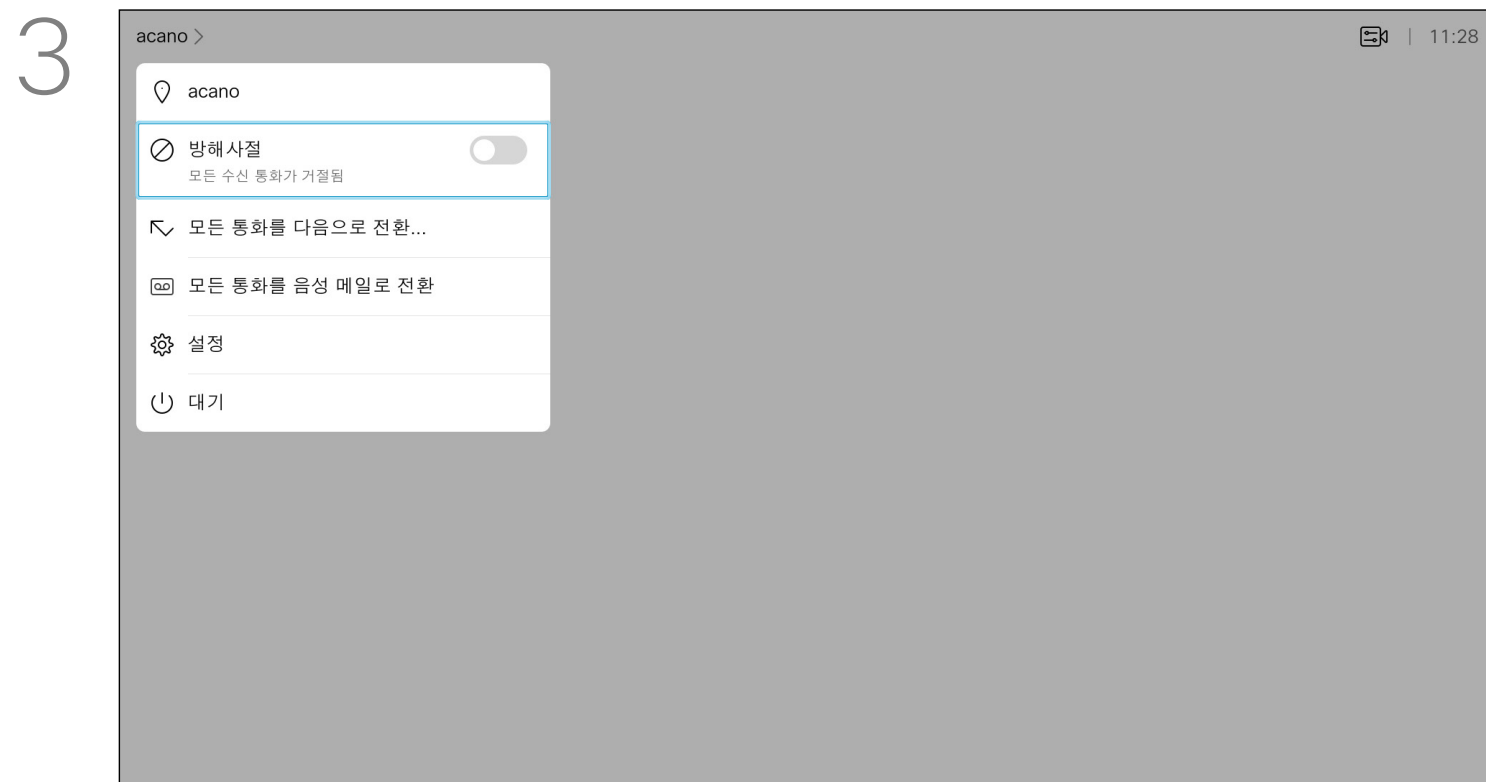 3
acano >
| 11:28
acano
방해사절
모든 수신 통화가 거절됨
모든 통화를 다음으로 전환...
모든 통화를 음성 메일로 전환
설정
대기